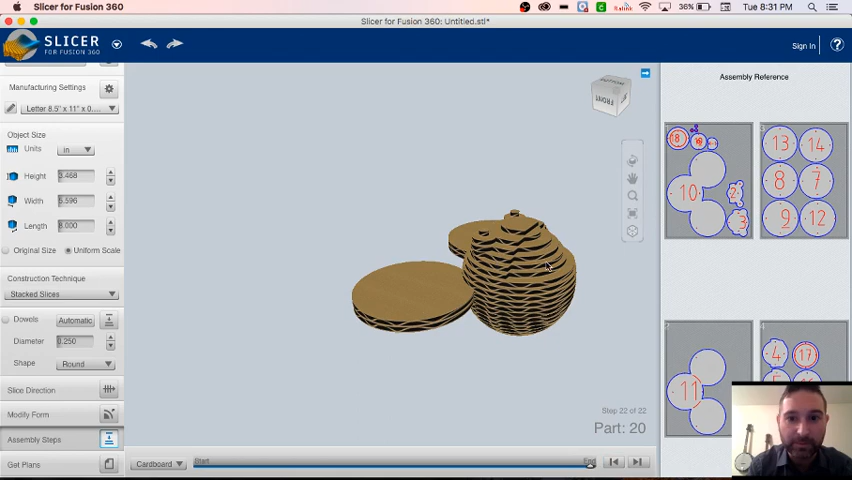 Slicer for Fusion 360
36%
Tue 8:31 PM
Slicer for Fusion 360: Untitled.stl*
SLICER
FOR FUSION 360
Sign In
?
Manufacturing Settings
Letter 8.5" x 11" x 0....
Object Size
Units
in
Height
3.468
Width
5.596
Length
8.000
Original Size
Uniform Scale
Construction Technique
Stacked Slices
Dowels
Automatic
Diameter
0.250
Shape
Round
Slice Direction
Modify Form
Assembly Steps
Get Plans
FRONT
Step 22 of 22
Part: 20
Cardboard
Start
End
Assembly Reference
18
10
2
3
13
14
8
7
9
12
11
4
17